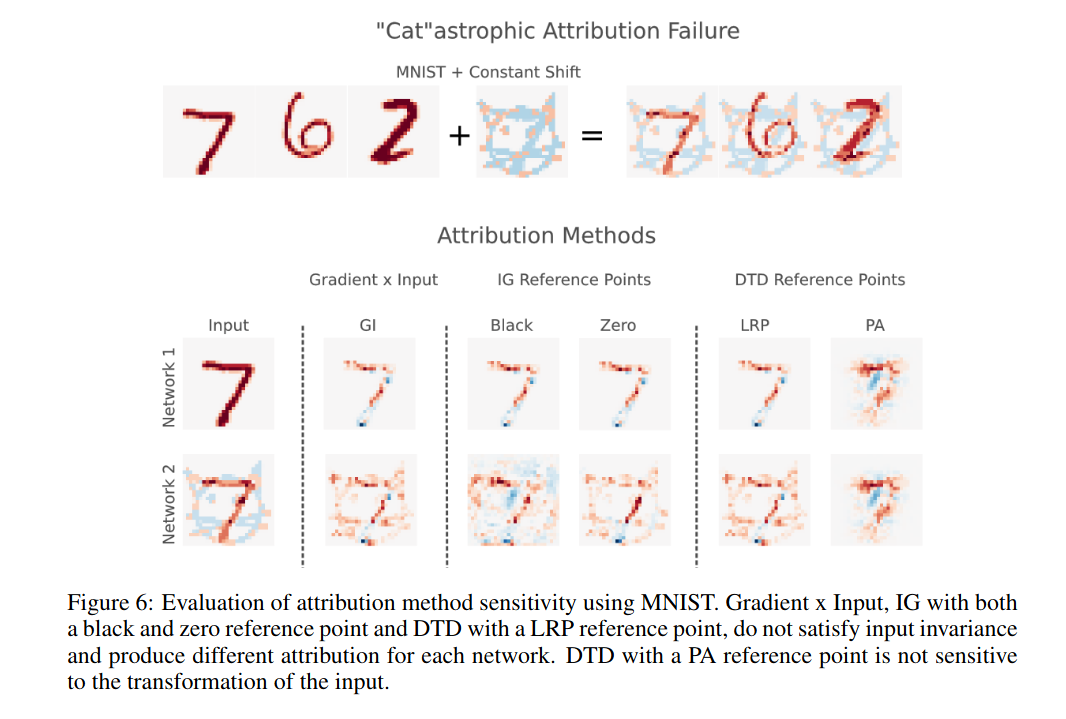 "Cat"astrophic Attribution Failure
MNIST + Constant Shift
+ =
Attribution Methods
Gradient x Input IG Reference Points DTD Reference Points
Input GI Black Zero LRP PA
Network 1
Network 2
Figure 6: Evaluation of attribution method sensitivity using MNIST. Gradient x Input, IG with both
a black and zero reference point and DTD with a LRP reference point, do not satisfy input invariance
and produce different attribution for each network. DTD with a PA reference point is not sensitive
to the transformation of the input.